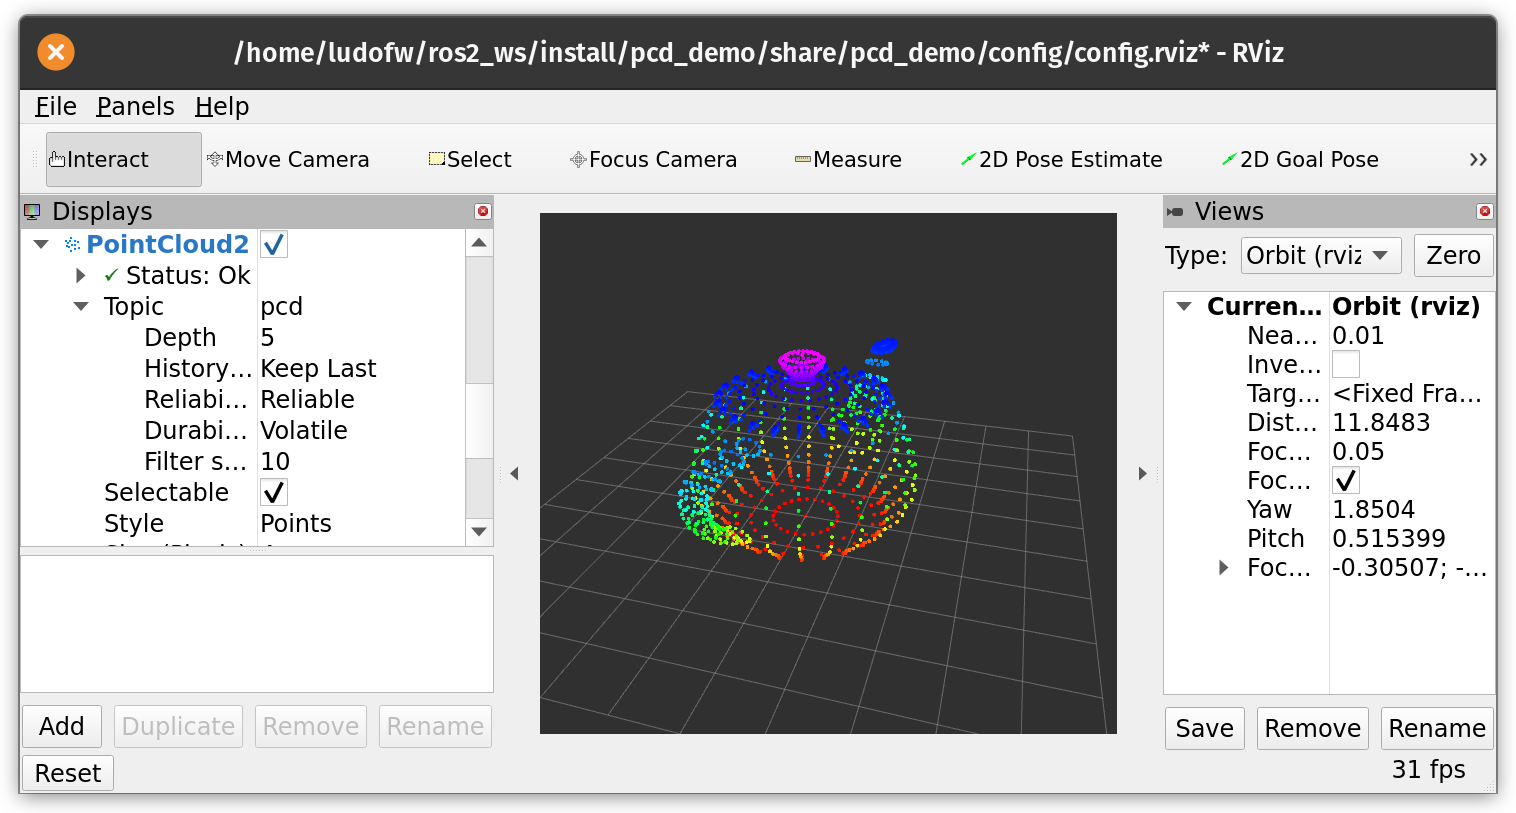 /home/ludofw/ros2_ws/install/pcd_demo/share/pcd_demo/config/config.rviz* - RViz
File Panels Help
Interact Move Camera Select Focus Camera Measure 2D Pose Estimate 2D Goal Pose »
Displays
PointCloud2
Status: Ok
Topic pcd
Depth 5
History... Keep Last
Reliabi... Reliable
Durabi... Volatile
Filter s... 10
Selectable
Style Points
Add Duplicate Remove Rename
Reset
Views
Type: Orbit (rviz Zero
Curren... Orbit (rviz)
Nea... 0.01
Inve...
Targ... <Fixed Fra...
Dist... 11.8483
Foc... 0.05
Foc...
Yaw 1.8504
Pitch 0.515399
Foc... -0.30507; -...
Save Remove Rename
31 fps